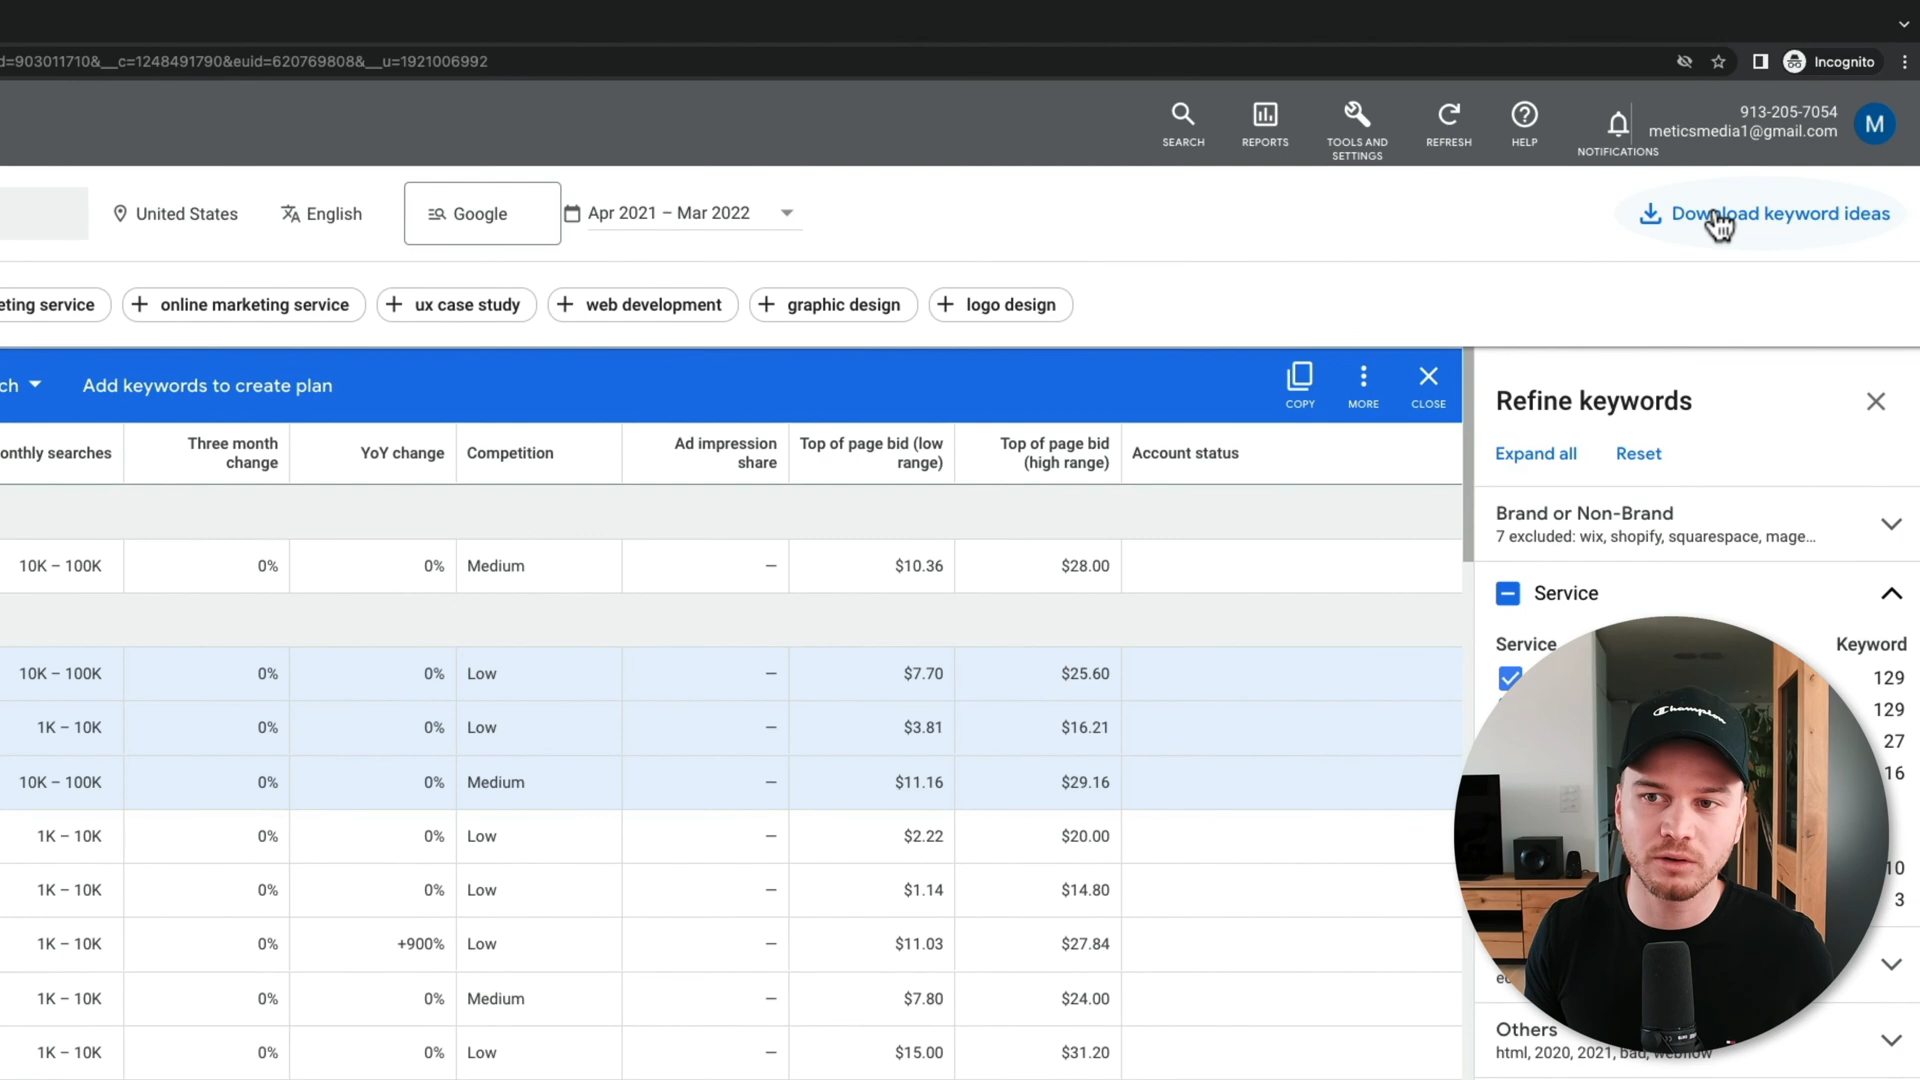 d=903011710&__c=1248491790&euid=620769808&__u=1921006992
Incognito
SEARCH
REPORTS
TOOLS AND
SETTINGS
REFRESH
HELP
NOTIFICATIONS
913-205-7054
meticsmedia1@gmail.com
M
United States
English
Google
Apr 2021 – Mar 2022
Download keyword ideas
eting service
online marketing service
ux case study
web development
graphic design
logo design
ch
Add keywords to create plan
COPY
MORE
CLOSE
onthly searches
Three month
change
YoY change
Competition
Ad impression
share
Top of page bid (low
range)
Top of page bid
(high range)
Account status
10K – 100K 0% 0% Medium – $10.36 $28.00
10K – 100K 0% 0% Low – $7.70 $25.60
1K – 10K 0% 0% Low – $3.81 $16.21
10K – 100K 0% 0% Medium – $11.16 $29.16
1K – 10K 0% 0% Low – $2.22 $20.00
1K – 10K 0% 0% Low – $1.14 $14.80
1K – 10K 0% +900% Low – $11.03 $27.84
1K – 10K 0% 0% Medium – $7.80 $24.00
1K – 10K 0% 0% Low – $15.00 $31.20
Refine keywords
Expand all
Reset
Brand or Non-Brand
7 excluded: wix, shopify, squarespace, mage...
Service
Service
Keyword
129
129
27
16
10
3
Champion
Others
html, 2020, 2021, bad, webflow